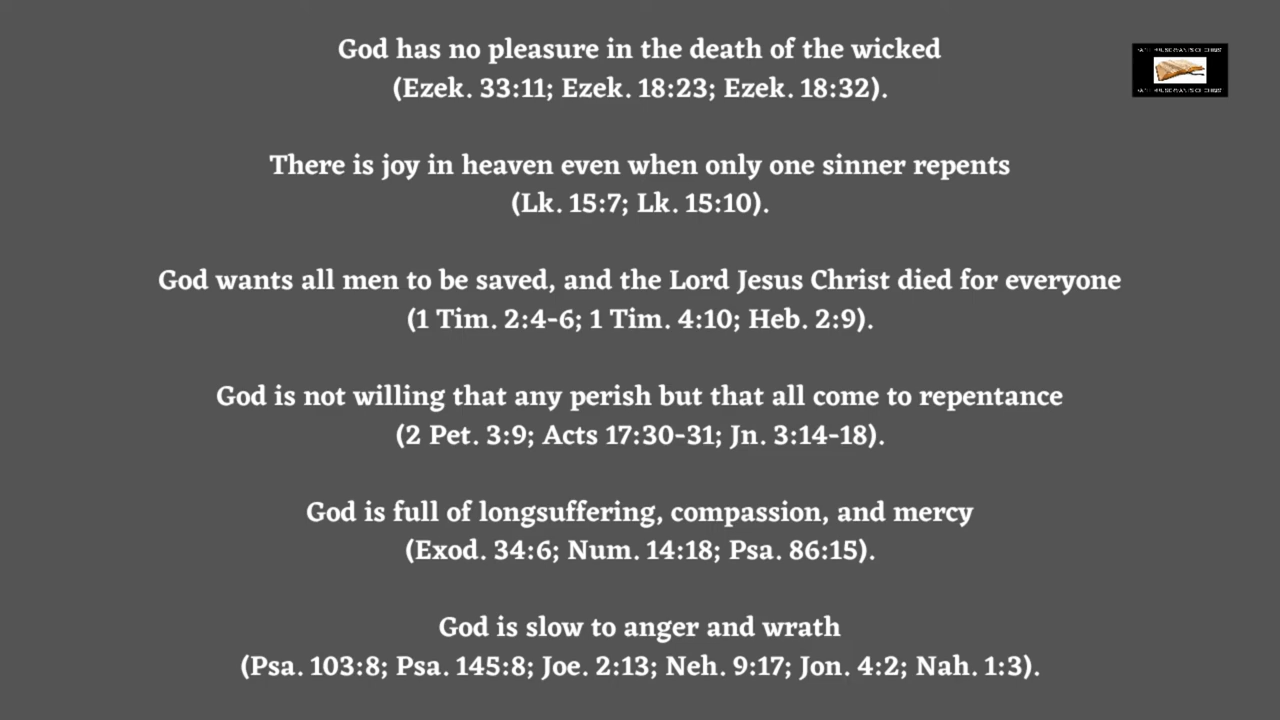 God has no pleasure in the death of the wicked
(Ezek. 33:11; Ezek. 18:23; Ezek. 18:32).
There is joy in heaven even when only one sinner repents
(Lk. 15:7; Lk. 15:10).
God wants all men to be saved, and the Lord Jesus Christ died for everyone
(1 Tim. 2:4-6; 1 Tim. 4:10; Heb. 2:9).
God is not willing that any perish but that all come to repentance
(2 Pet. 3:9; Acts 17:30-31; Jn. 3:14-18).
God is full of longsuffering, compassion, and mercy
(Exod. 34:6; Num. 14:18; Psa. 86:15).
God is slow to anger and wrath
(Psa. 103:8; Psa. 145:8; Joe. 2:13; Neh. 9:17; Jon. 4:2; Nah. 1:3).